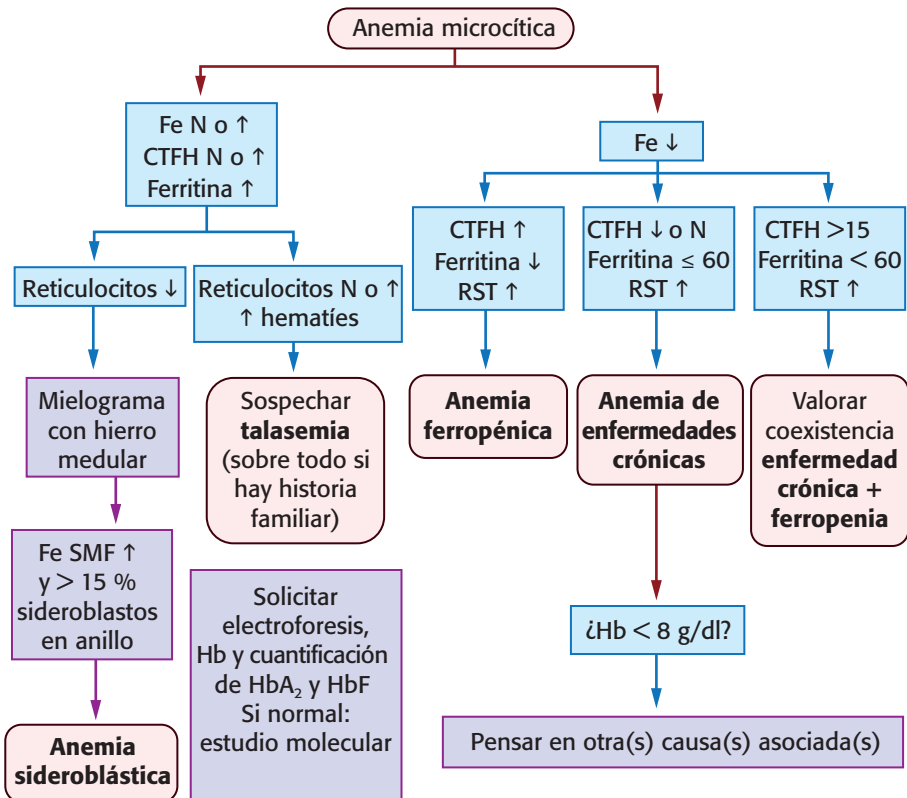 Anemia microcítica
Fe N o ↑
CTFH N o ↑
Ferritina ↑
Fe ↓
Reticulocitos ↓
Reticulocitos N o ↑
↑ hematíes
CTFH ↑
Ferritina ↓
RST ↑
CTFH ↓ o N
Ferritina ≤ 60
RST ↑
CTFH >15
Ferritina < 60
RST ↑
Mielograma
con hierro
medular
Sospechar
talasemia
(sobre todo si
hay historia
familiar)
Anemia
ferropénica
Anemia de
enfermedades
crónicas
Valorar
coexistencia
enfermedad
crónica +
ferropenia
Fe SMF ↑
y > 15 %
sideroblastos
en anillo
Solicitar
electroforesis,
Hb y cuantificación
de HbA₂ y HbF
Si normal:
estudio molecular
¿Hb < 8 g/dl?
Anemia
sideroblástica
Pensar en otra(s) causa(s) asociada(s)